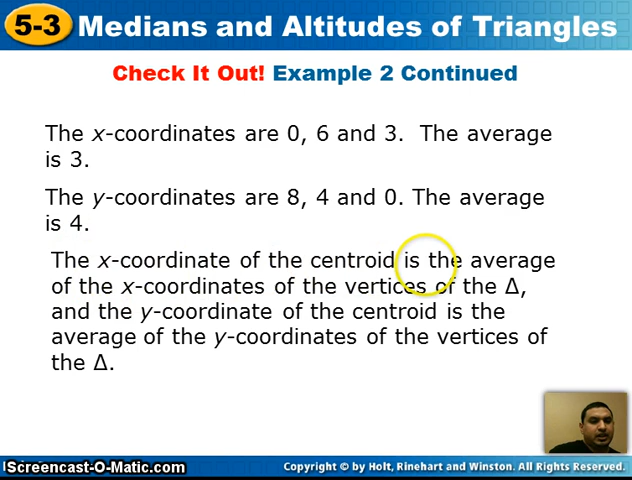 5-3 Medians and Altitudes of Triangles
Check It Out! Example 2 Continued
The x-coordinates are 0, 6 and 3. The average
is 3.
The y-coordinates are 8, 4 and 0. The average
is 4.
The x-coordinate of the centroid is the average
of the x-coordinates of the vertices of the ∆,
and the y-coordinate of the centroid is the
average of the y-coordinates of the vertices of
the ∆.
Screencast-O-Matic.com
Copyright © by Holt, Rinehart and Winston. All Rights Reserved.